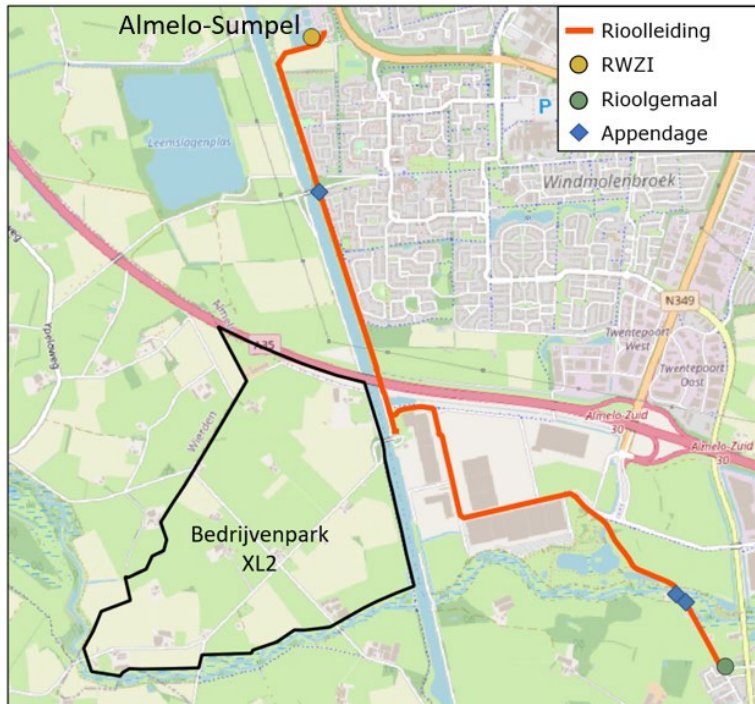 Almelo-Sumpel
Rioolleiding
RWZI
Rioolgemaal
Appendage
P
Leemslagenplas
Windmolenbroek
N349
Ypeloweg
A35
Twentepoort
West
Twentepoort
Oost
Wierden
Almelo-Zuid
30
Almelo-Zuid
30
Bedrijvenpark
XL2